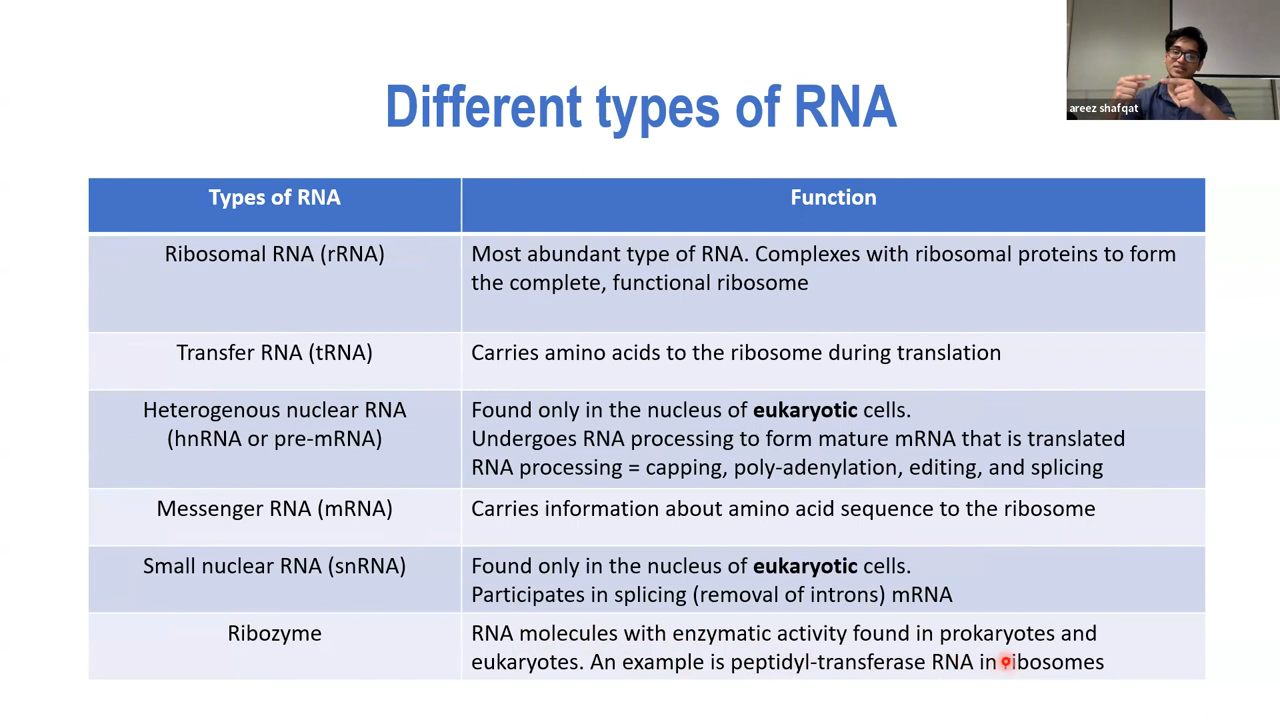 areez shafqat
Different types of RNA
Types of RNA
Function
Ribosomal RNA (rRNA)
Most abundant type of RNA. Complexes with ribosomal proteins to form
the complete, functional ribosome
Transfer RNA (tRNA)
Carries amino acids to the ribosome during translation
Heterogenous nuclear RNA
(hnRNA or pre-mRNA)
Found only in the nucleus of eukaryotic cells.
Undergoes RNA processing to form mature mRNA that is translated
RNA processing = capping, poly-adenylation, editing, and splicing
Messenger RNA (mRNA)
Carries information about amino acid sequence to the ribosome
Small nuclear RNA (snRNA)
Found only in the nucleus of eukaryotic cells.
Participates in splicing (removal of introns) mRNA
Ribozyme
RNA molecules with enzymatic activity found in prokaryotes and
eukaryotes. An example is peptidyl-transferase RNA in ribosomes